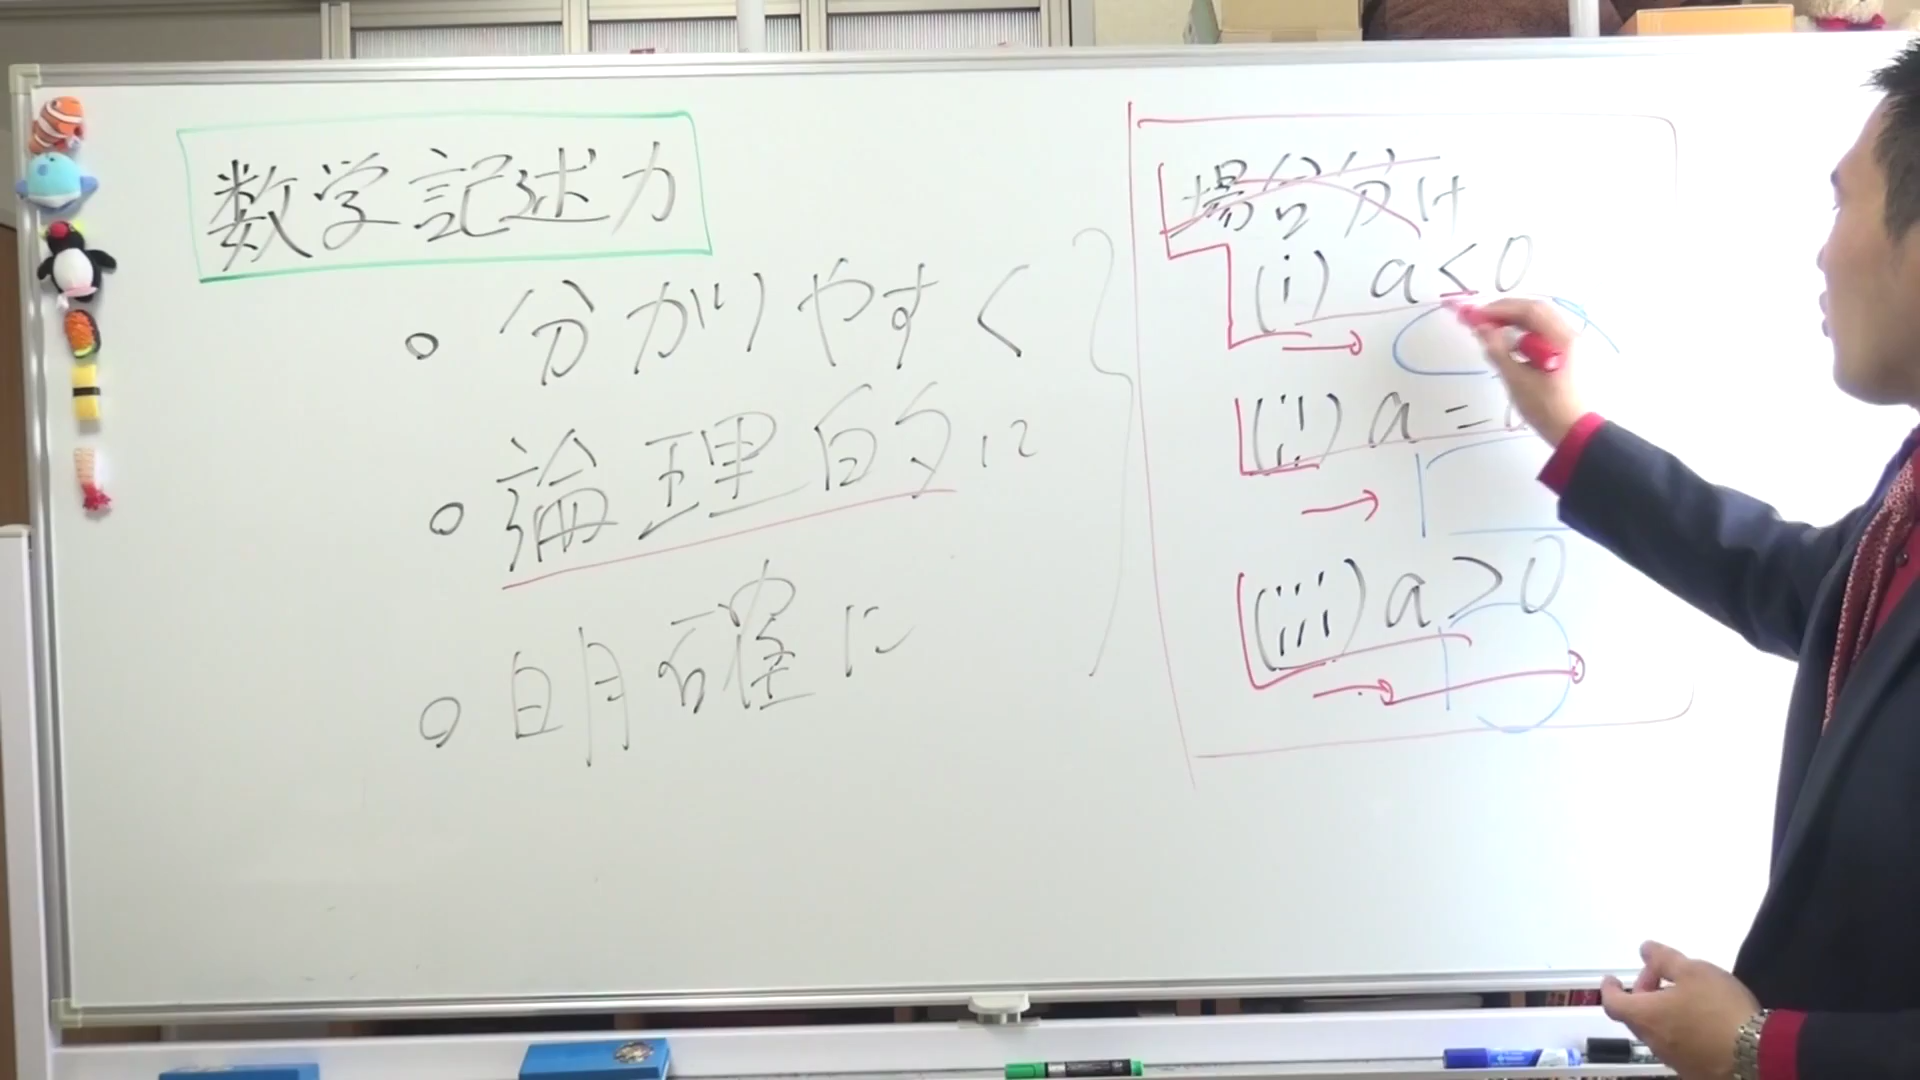 数学記述力
。分かりやすく
。論理的に
。明確に
場合分け
(i) a≦0
(ii) a=0
(iii) a>0